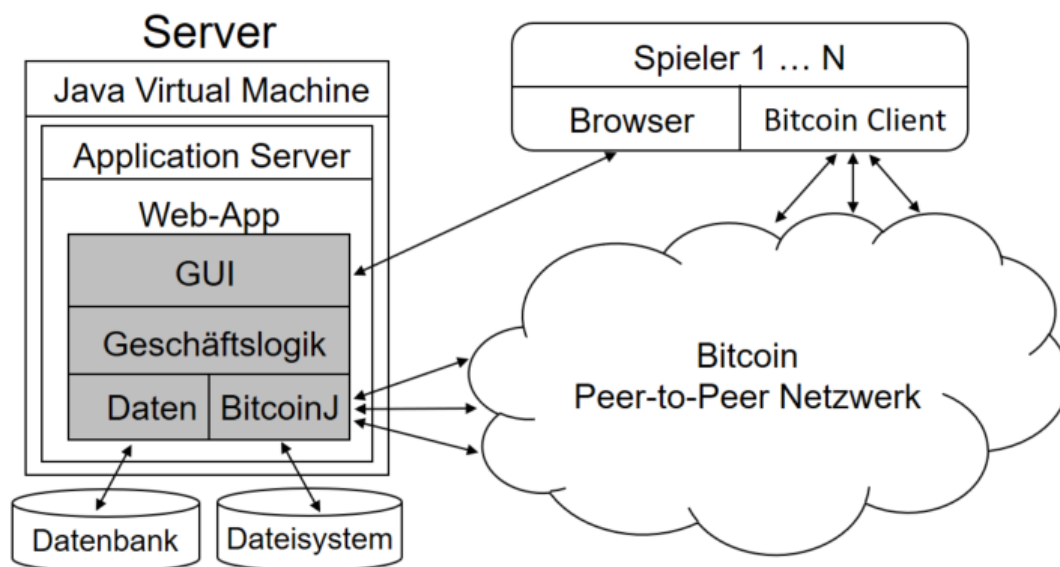 Server
Java Virtual Machine
Application Server
Web-App
GUI
Geschäftslogik
Daten
BitcoinJ
Datenbank
Dateisystem
Spieler 1 … N
Browser
Bitcoin Client
Bitcoin
Peer-to-Peer Netzwerk